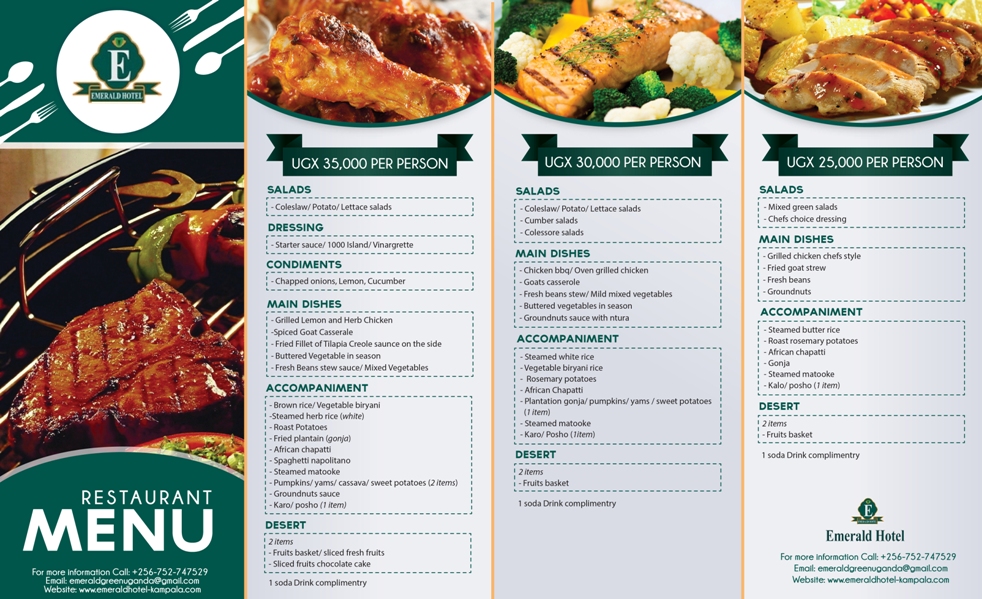 E
EMERALD HOTEL
RESTAURANT
MENU
For more information Call: +256-752-747529
Email: emeraldgreenuganda@gmail.com
Website: www.emeraldhotel-kampala.com
UGX 35,000 PER PERSON
SALADS
- Coleslaw/ Potato/ Lettace salads
DRESSING
- Starter sauce/ 1000 Island/ Vinargrette
CONDIMENTS
- Chapped onions, Lemon, Cucumber
MAIN DISHES
- Grilled Lemon and Herb Chicken
-Spiced Goat Casserale
- Fried Fillet of Tilapia Creole saunce on the side
- Buttered Vegetable in season
- Fresh Beans stew sauce/ Mixed Vegetables
ACCOMPANIMENT
- Brown rice/ Vegetable biryani
-Steamed herb rice (white)
- Roast Potatoes
- Fried plantain (gonja)
- African chapatti
- Spaghetti napolitano
- Steamed matooke
- Pumpkins/ yams/ cassava/ sweet potatoes (2 items)
- Groundnuts sauce
- Karo/ posho (1 item)
DESERT
2 items
- Fruits basket/ sliced fresh fruits
- Sliced fruits chocolate cake
1 soda Drink complimentry
UGX 30,000 PER PERSON
SALADS
- Coleslaw/ Potato/ Lettace salads
- Cumber salads
- Colessore salads
MAIN DISHES
- Chicken bbq/ Oven grilled chicken
- Goats casserole
- Fresh beans stew/ Mild mixed vegetables
- Buttered vegetables in season
- Groundnuts sauce with ntura
ACCOMPANIMENT
- Steamed white rice
- Vegetable biryani rice
- Rosemary potatoes
- African Chapatti
- Plantation gonja/ pumpkins/ yams / sweet potatoes
(1 item)
- Steamed matooke
- Karo/ Posho (1item)
DESERT
2 items
- Fruits basket
1 soda Drink complimentry
UGX 25,000 PER PERSON
SALADS
- Mixed green salads
- Chefs choice dressing
MAIN DISHES
- Grilled chicken chefs style
- Fried goat strew
- Fresh beans
- Groundnuts
ACCOMPANIMENT
- Steamed butter rice
- Roast rosemary potatoes
- African chapatti
- Gonja
- Steamed matooke
- Kalo/ posho (1 item)
DESERT
2 items
- Fruits basket
1 soda Drink complimentry
E
Emerald Hotel
For more information Call: +256-752-747529
Email: emeraldgreenuganda@gmail.com
Website: www.emeraldhotel-kampala.com